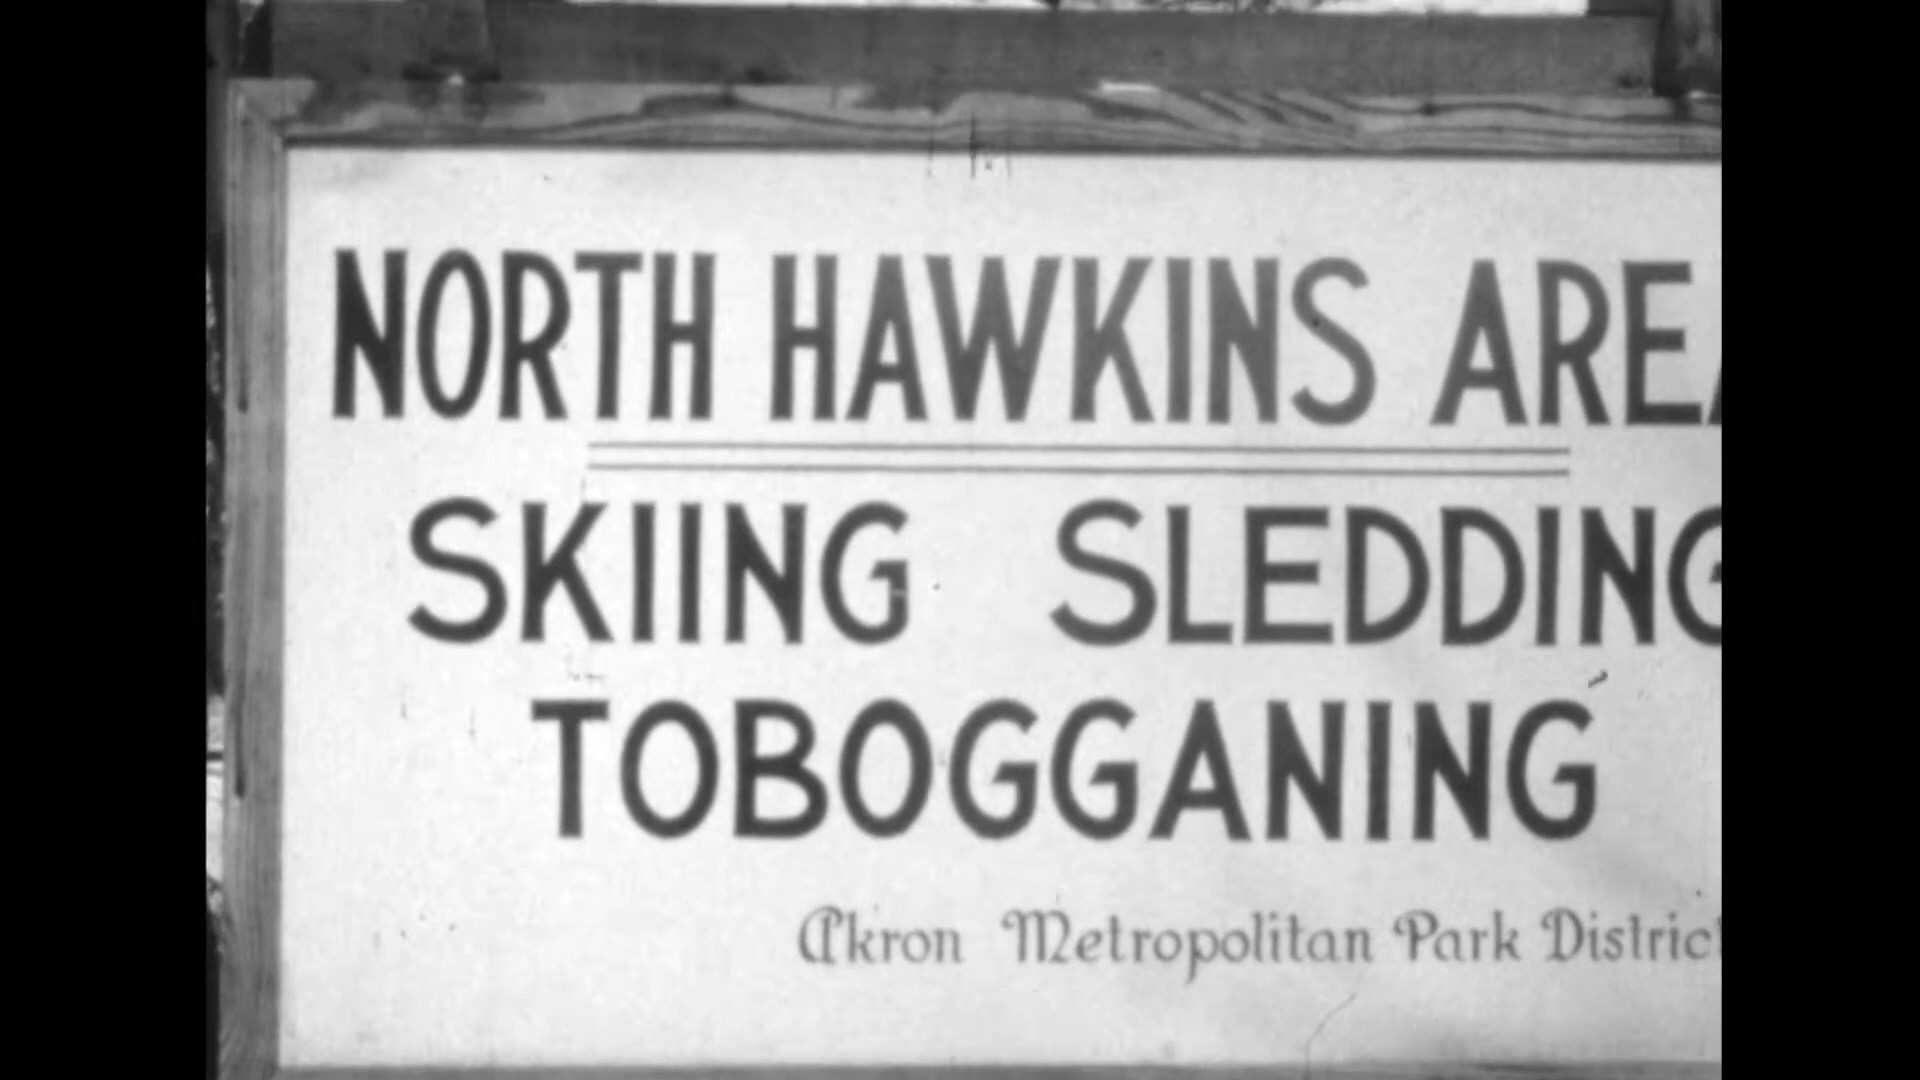 NORTH HAWKINS AREA
SKIING SLEDDING
TOBOGGANING
Akron Metropolitan Park District